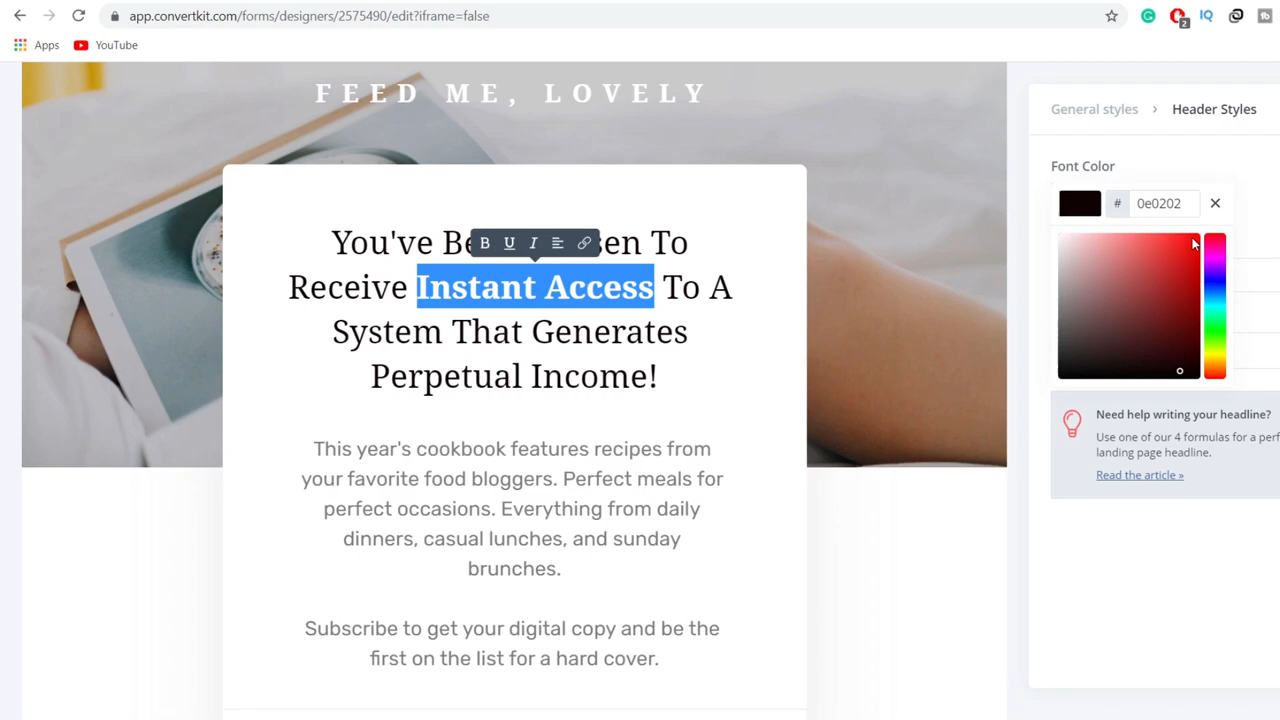 app.convertkit.com/forms/designers/2575490/edit?iframe=false
2
IQ
Apps
YouTube
FEED ME, LOVELY
General styles › Header Styles
Font Color
# 0e0202
B U I
You've Be sen To
Receive Instant Access To A
System That Generates
Perpetual Income!
Need help writing your headline?
Use one of our 4 formulas for a perf
landing page headline.
Read the article »
This year's cookbook features recipes from
your favorite food bloggers. Perfect meals for
perfect occasions. Everything from daily
dinners, casual lunches, and sunday
brunches.
Subscribe to get your digital copy and be the
first on the list for a hard cover.